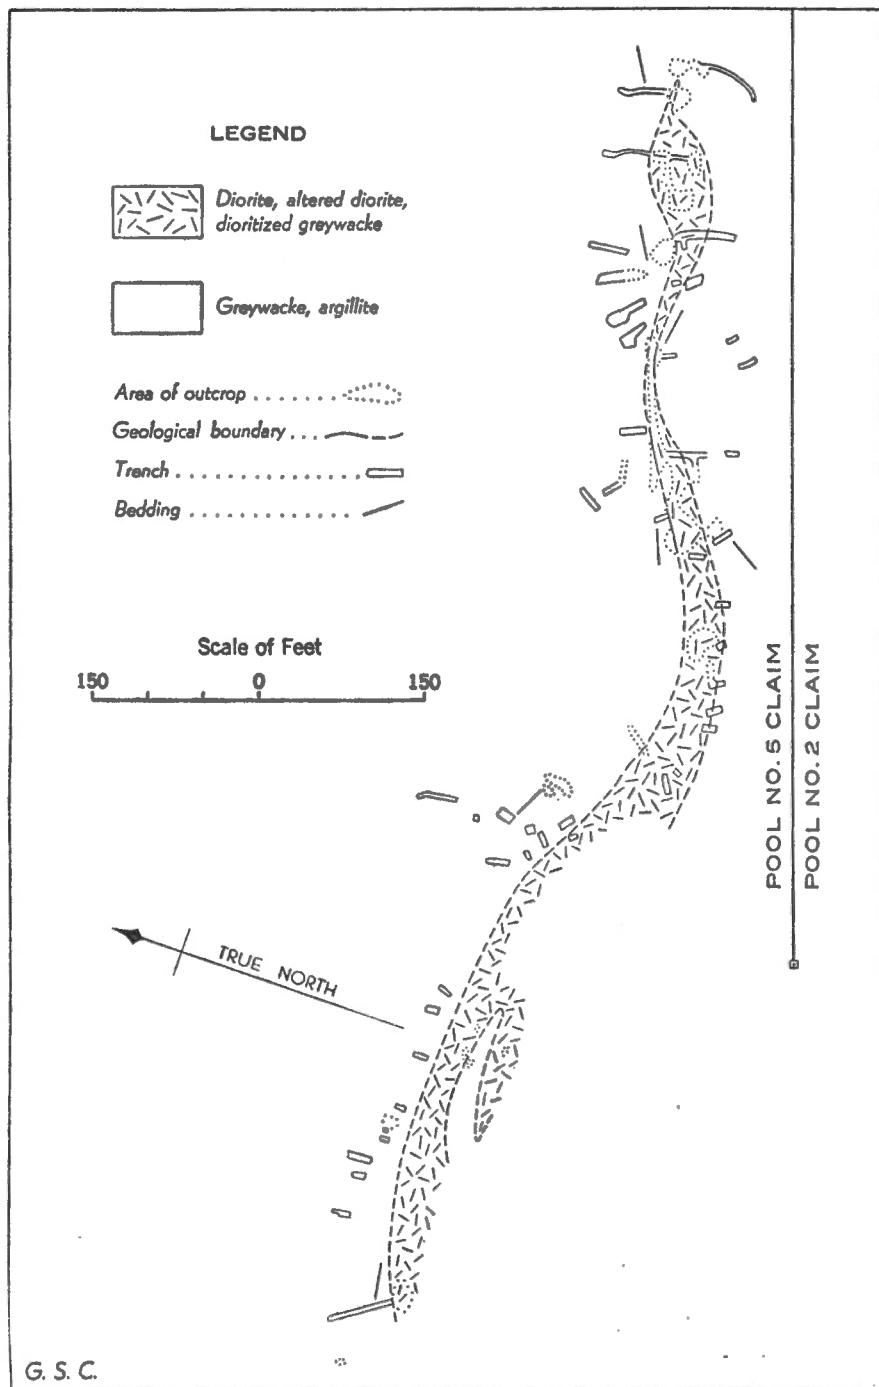 LEGEND
Diorite, altered diorite,
dioritized greywacke
Greywacke, argillite
Area of outcrop . . . . . . .
Geological boundary . . .
Trench . . . . . . . . . . . .
Bedding . . . . . . . . . . .
Scale of Feet
150 0 150
POOL NO. 5 CLAIM
POOL NO. 2 CLAIM
TRUE NORTH
G. S. C.